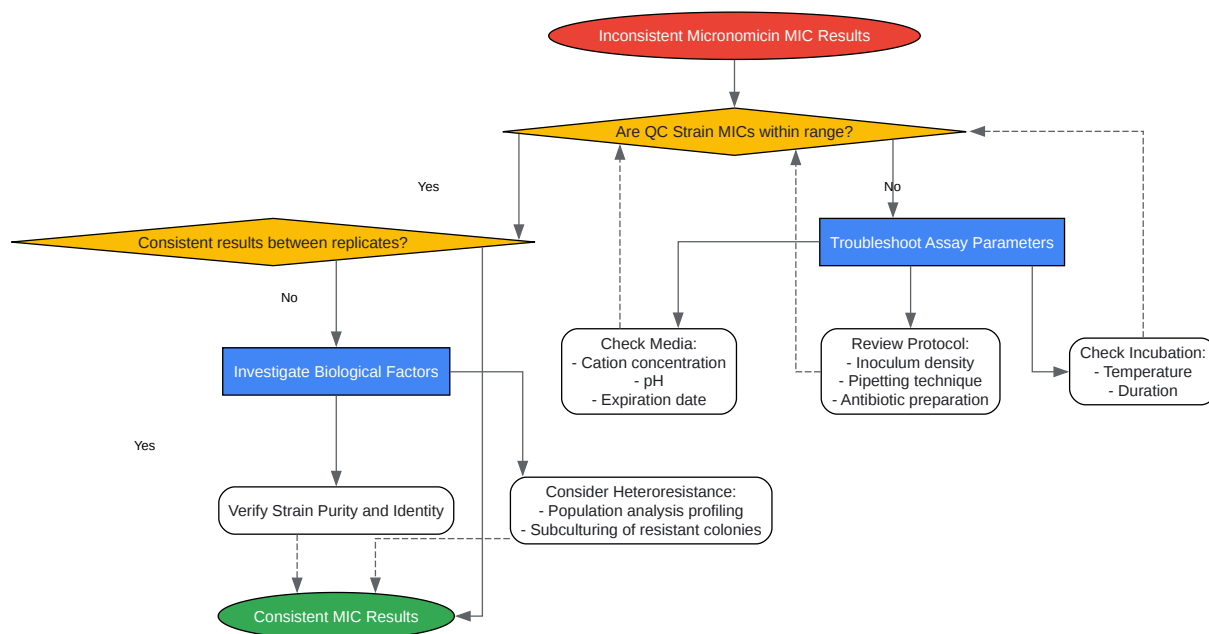 Inconsistent Micronomicin MIC Results
Are QC Strain MICs within range?
Yes
No
Consistent results between replicates?
Troubleshoot Assay Parameters
No
Check Media:
- Cation concentration
- pH
- Expiration date
Review Protocol:
- Inoculum density
- Pipetting technique
- Antibiotic preparation
Check Incubation:
- Temperature
- Duration
Investigate Biological Factors
Yes
Verify Strain Purity and Identity
Consider Heteroresistance:
- Population analysis profiling
- Subculturing of resistant colonies
Consistent MIC Results